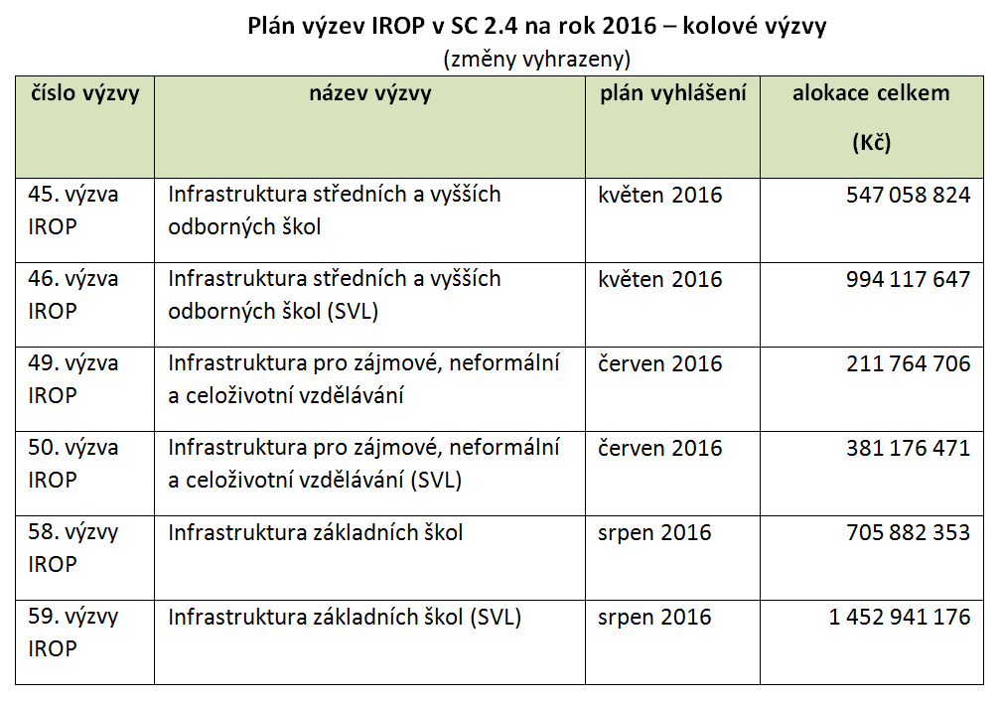 Plán výzev IROP v SC 2.4 na rok 2016 – kolové výzvy
(změny vyhrazeny)
číslo výzvy název výzvy plán vyhlášení alokace celkem
(Kč)
45. výzva Infrastruktura středních a vyšších květen 2016 547 058 824
IROP odborných škol
46. výzva Infrastruktura středních a vyšších květen 2016 994 117 647
IROP odborných škol (SVL)
49. výzva Infrastruktura pro zájmové, neformální červen 2016 211 764 706
IROP a celoživotní vzdělávání
50. výzva Infrastruktura pro zájmové, neformální červen 2016 381 176 471
IROP a celoživotní vzdělávání (SVL)
58. výzvy Infrastruktura základních škol srpen 2016 705 882 353
IROP
59. výzvy Infrastruktura základních škol (SVL) srpen 2016 1 452 941 176
IROP